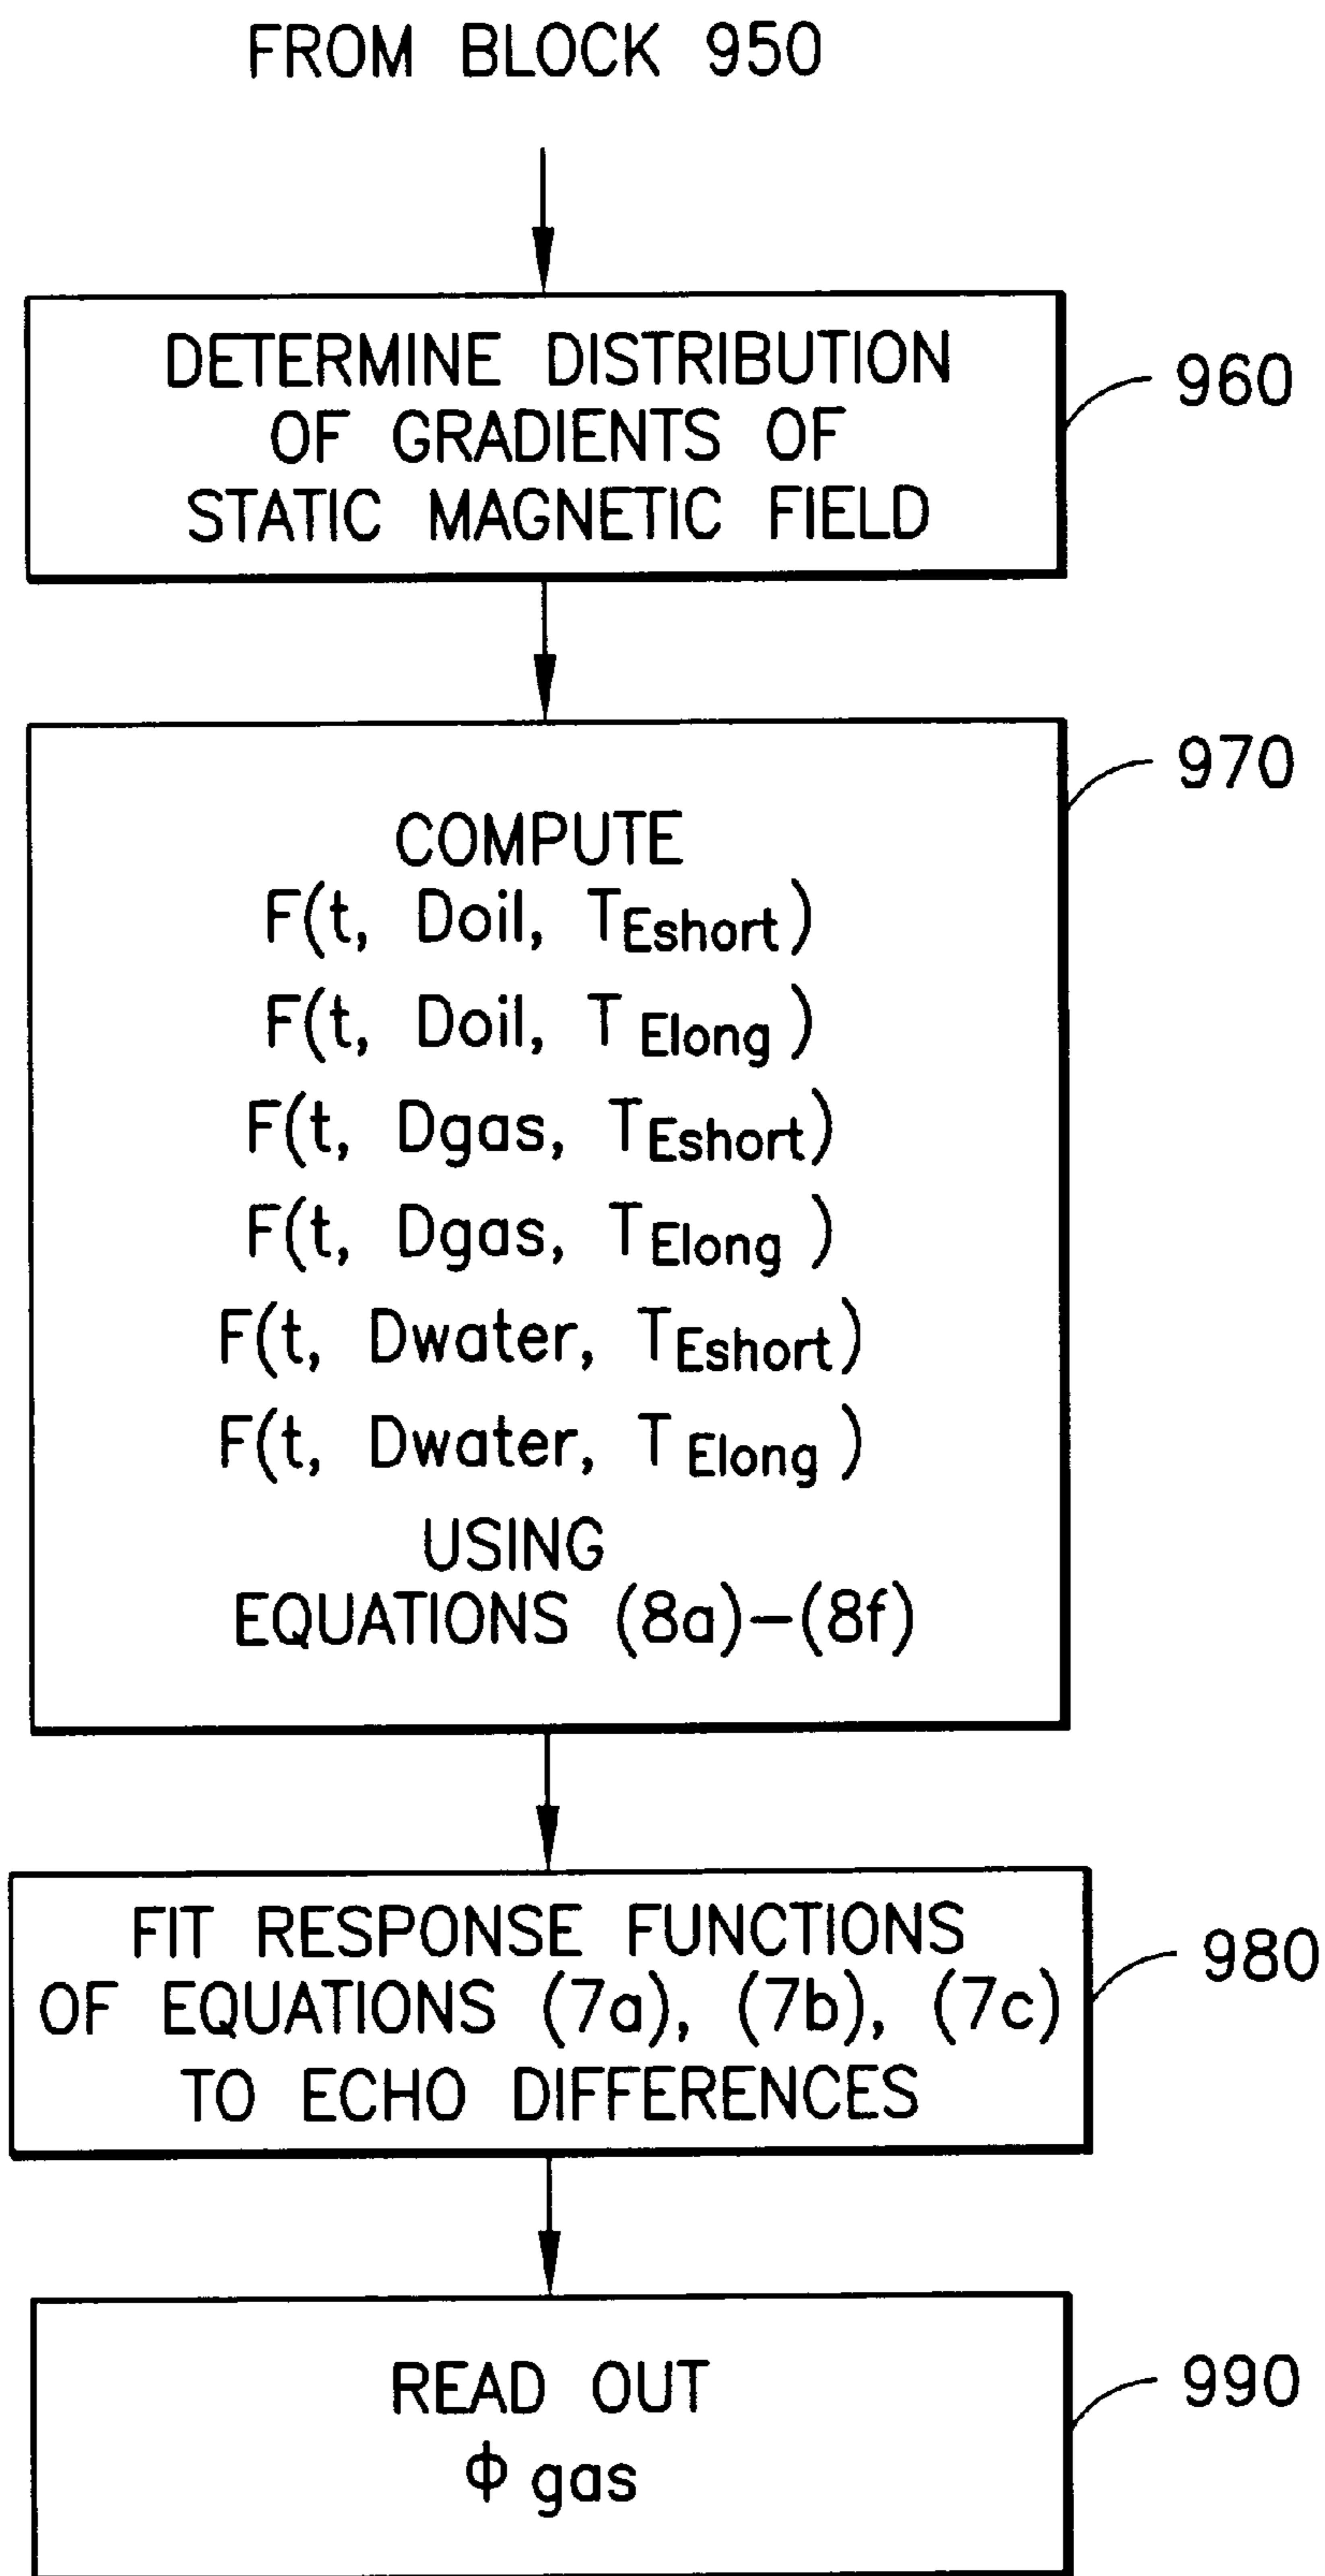 FROM BLOCK 950
DETERMINE DISTRIBUTION
OF GRADIENTS OF
STATIC MAGNETIC FIELD
960
970
COMPUTE
F(t, Doil, TEshort)
F(t, Doil, TElong)
F(t, Dgas, TEshort)
F(t, Dgas, TElong)
F(t, Dwater, TEshort)
F(t, Dwater, TElong)
USING
EQUATIONS (8a)–(8f)
FIT RESPONSE FUNCTIONS
OF EQUATIONS (7a), (7b), (7c)
TO ECHO DIFFERENCES
980
READ OUT
Φ gas
990